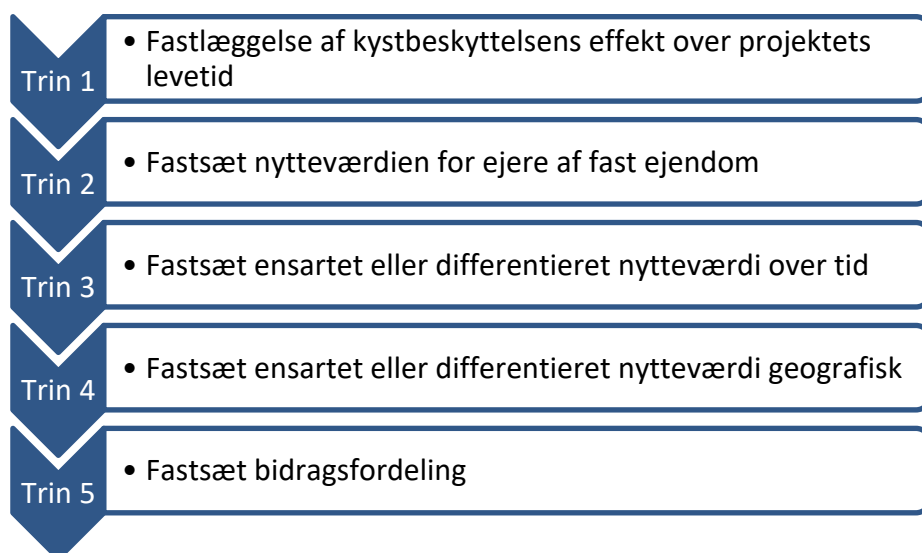 Trin 1
• Fastlæggelse af kystbeskyttelsens effekt over projektets
levetid
Trin 2
• Fastsæt nytteværdien for ejere af fast ejendom
Trin 3
• Fastsæt ensartet eller differentieret nytteværdi over tid
Trin 4
• Fastsæt ensartet eller differentieret nytteværdi geografisk
Trin 5
• Fastsæt bidragsfordeling